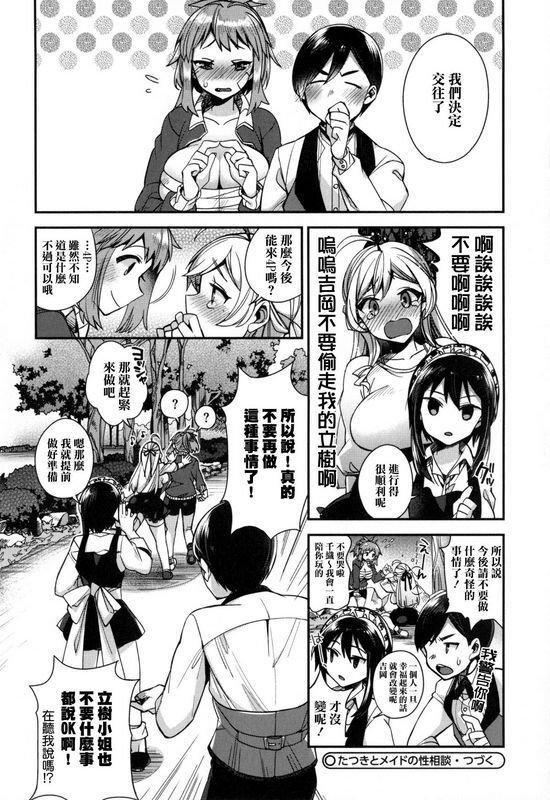 我們決定
交往了
啊誒誒誒誒
不要啊啊啊
嗚嗚吉岡不要偷走我的立樹啊
進行得
很順利呢
那麼今後
能來4P嗎？
…4P…
雖然不知
道是什麼
不過可以哦
那就趕緊
來做吧
？
？
所以說！真的
不要再做
這種事情了！
嗯那麼
我就提前
做好準備
立樹小姐也
不要什麼事
都說OK啊！
在聽我說嗎!?
所以說
今後請不要做
什麼奇怪的
事情了！
我警告你啊
不要哭啦
千織～我會一直
陪你玩的
一個人一旦
幸福起來的話
就會改變呢
吉岡
才沒
變呢！
たつきとメイドの性相談・つづく